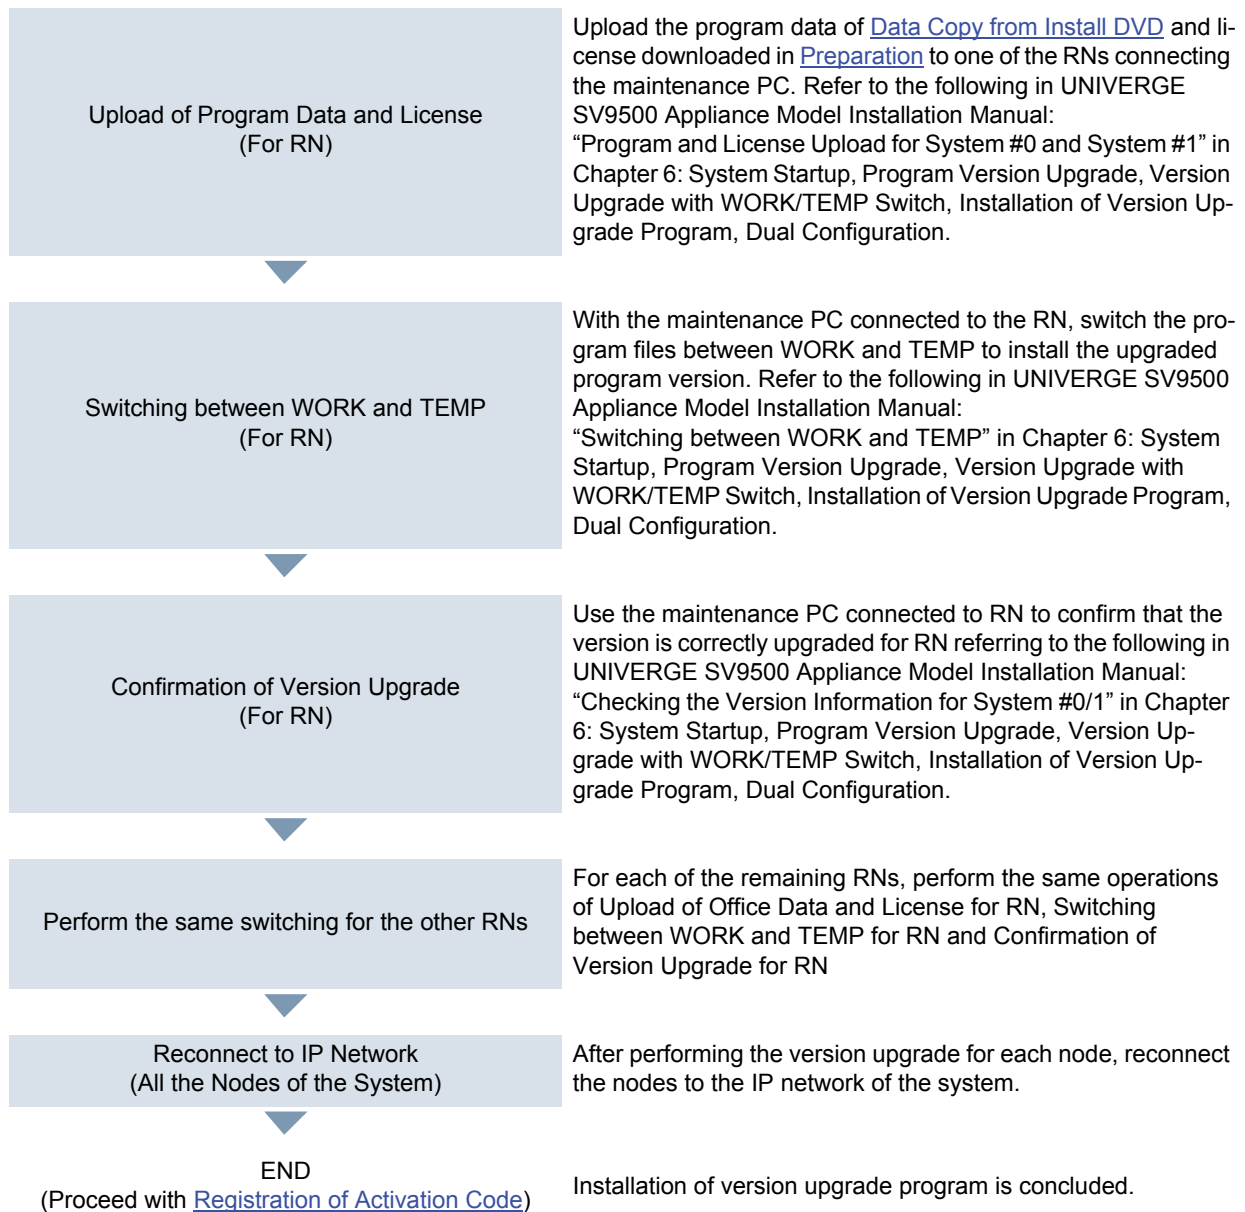 Upload of Program Data and License
(For RN)
Upload the program data of Data Copy from Install DVD and li-
cense downloaded in Preparation to one of the RNs connecting
the maintenance PC. Refer to the following in UNIVERGE
SV9500 Appliance Model Installation Manual:
“Program and License Upload for System #0 and System #1” in
Chapter 6: System Startup, Program Version Upgrade, Version
Upgrade with WORK/TEMP Switch, Installation of Version Up-
grade Program, Dual Configuration.
Switching between WORK and TEMP
(For RN)
With the maintenance PC connected to the RN, switch the pro-
gram files between WORK and TEMP to install the upgraded
program version. Refer to the following in UNIVERGE SV9500
Appliance Model Installation Manual:
“Switching between WORK and TEMP” in Chapter 6: System
Startup, Program Version Upgrade, Version Upgrade with
WORK/TEMP Switch, Installation of Version Upgrade Program,
Dual Configuration.
Confirmation of Version Upgrade
(For RN)
Use the maintenance PC connected to RN to confirm that the
version is correctly upgraded for RN referring to the following in
UNIVERGE SV9500 Appliance Model Installation Manual:
“Checking the Version Information for System #0/1” in Chapter
6: System Startup, Program Version Upgrade, Version Up-
grade with WORK/TEMP Switch, Installation of Version Up-
grade Program, Dual Configuration.
Perform the same switching for the other RNs
For each of the remaining RNs, perform the same operations
of Upload of Office Data and License for RN, Switching
between WORK and TEMP for RN and Confirmation of
Version Upgrade for RN
Reconnect to IP Network
(All the Nodes of the System)
After performing the version upgrade for each node, reconnect
the nodes to the IP network of the system.
END
(Proceed with Registration of Activation Code)
Installation of version upgrade program is concluded.